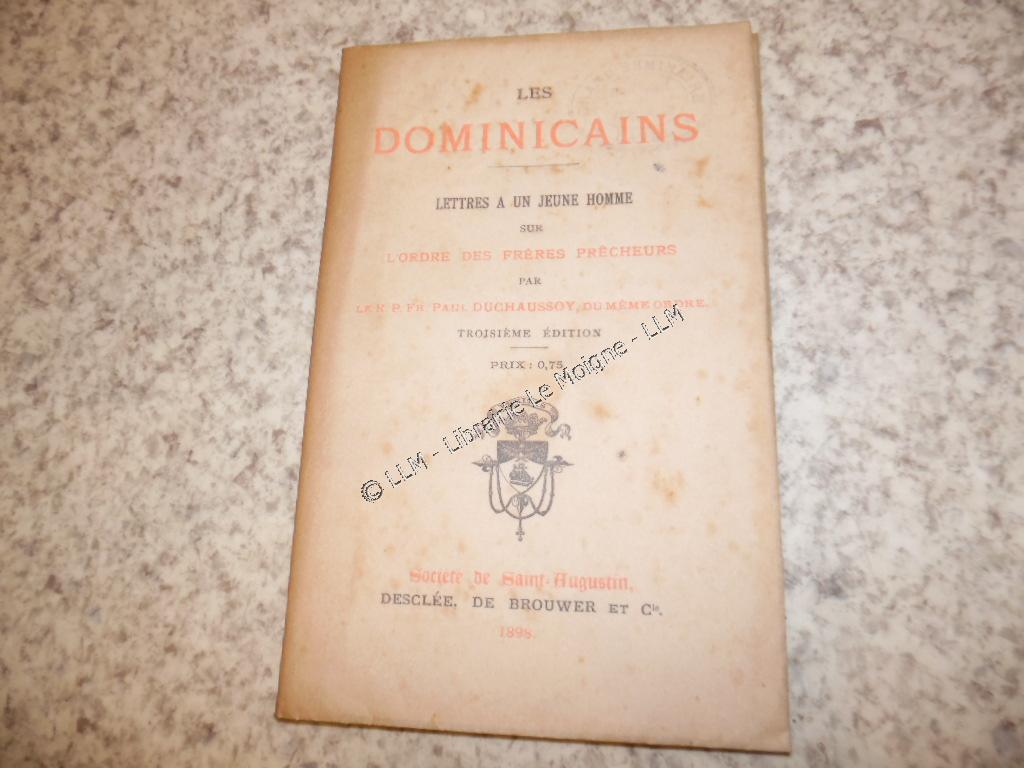 LES
DOMINICAINS
LETTRES A UN JEUNE HOMME
SUR
L'ORDRE DES FRÈRES PRÊCHEURS
PAR
LE R. P. FR. PAUL DUCHAUSSOY, DU MÊME ORDRE.
TROISIÈME ÉDITION
PRIX : 0,75
© LLM - Librairie Le Moigne - LLM
Société de Saint-Augustin,
DESCLÉE, DE BROUWER ET Cie.
1898.